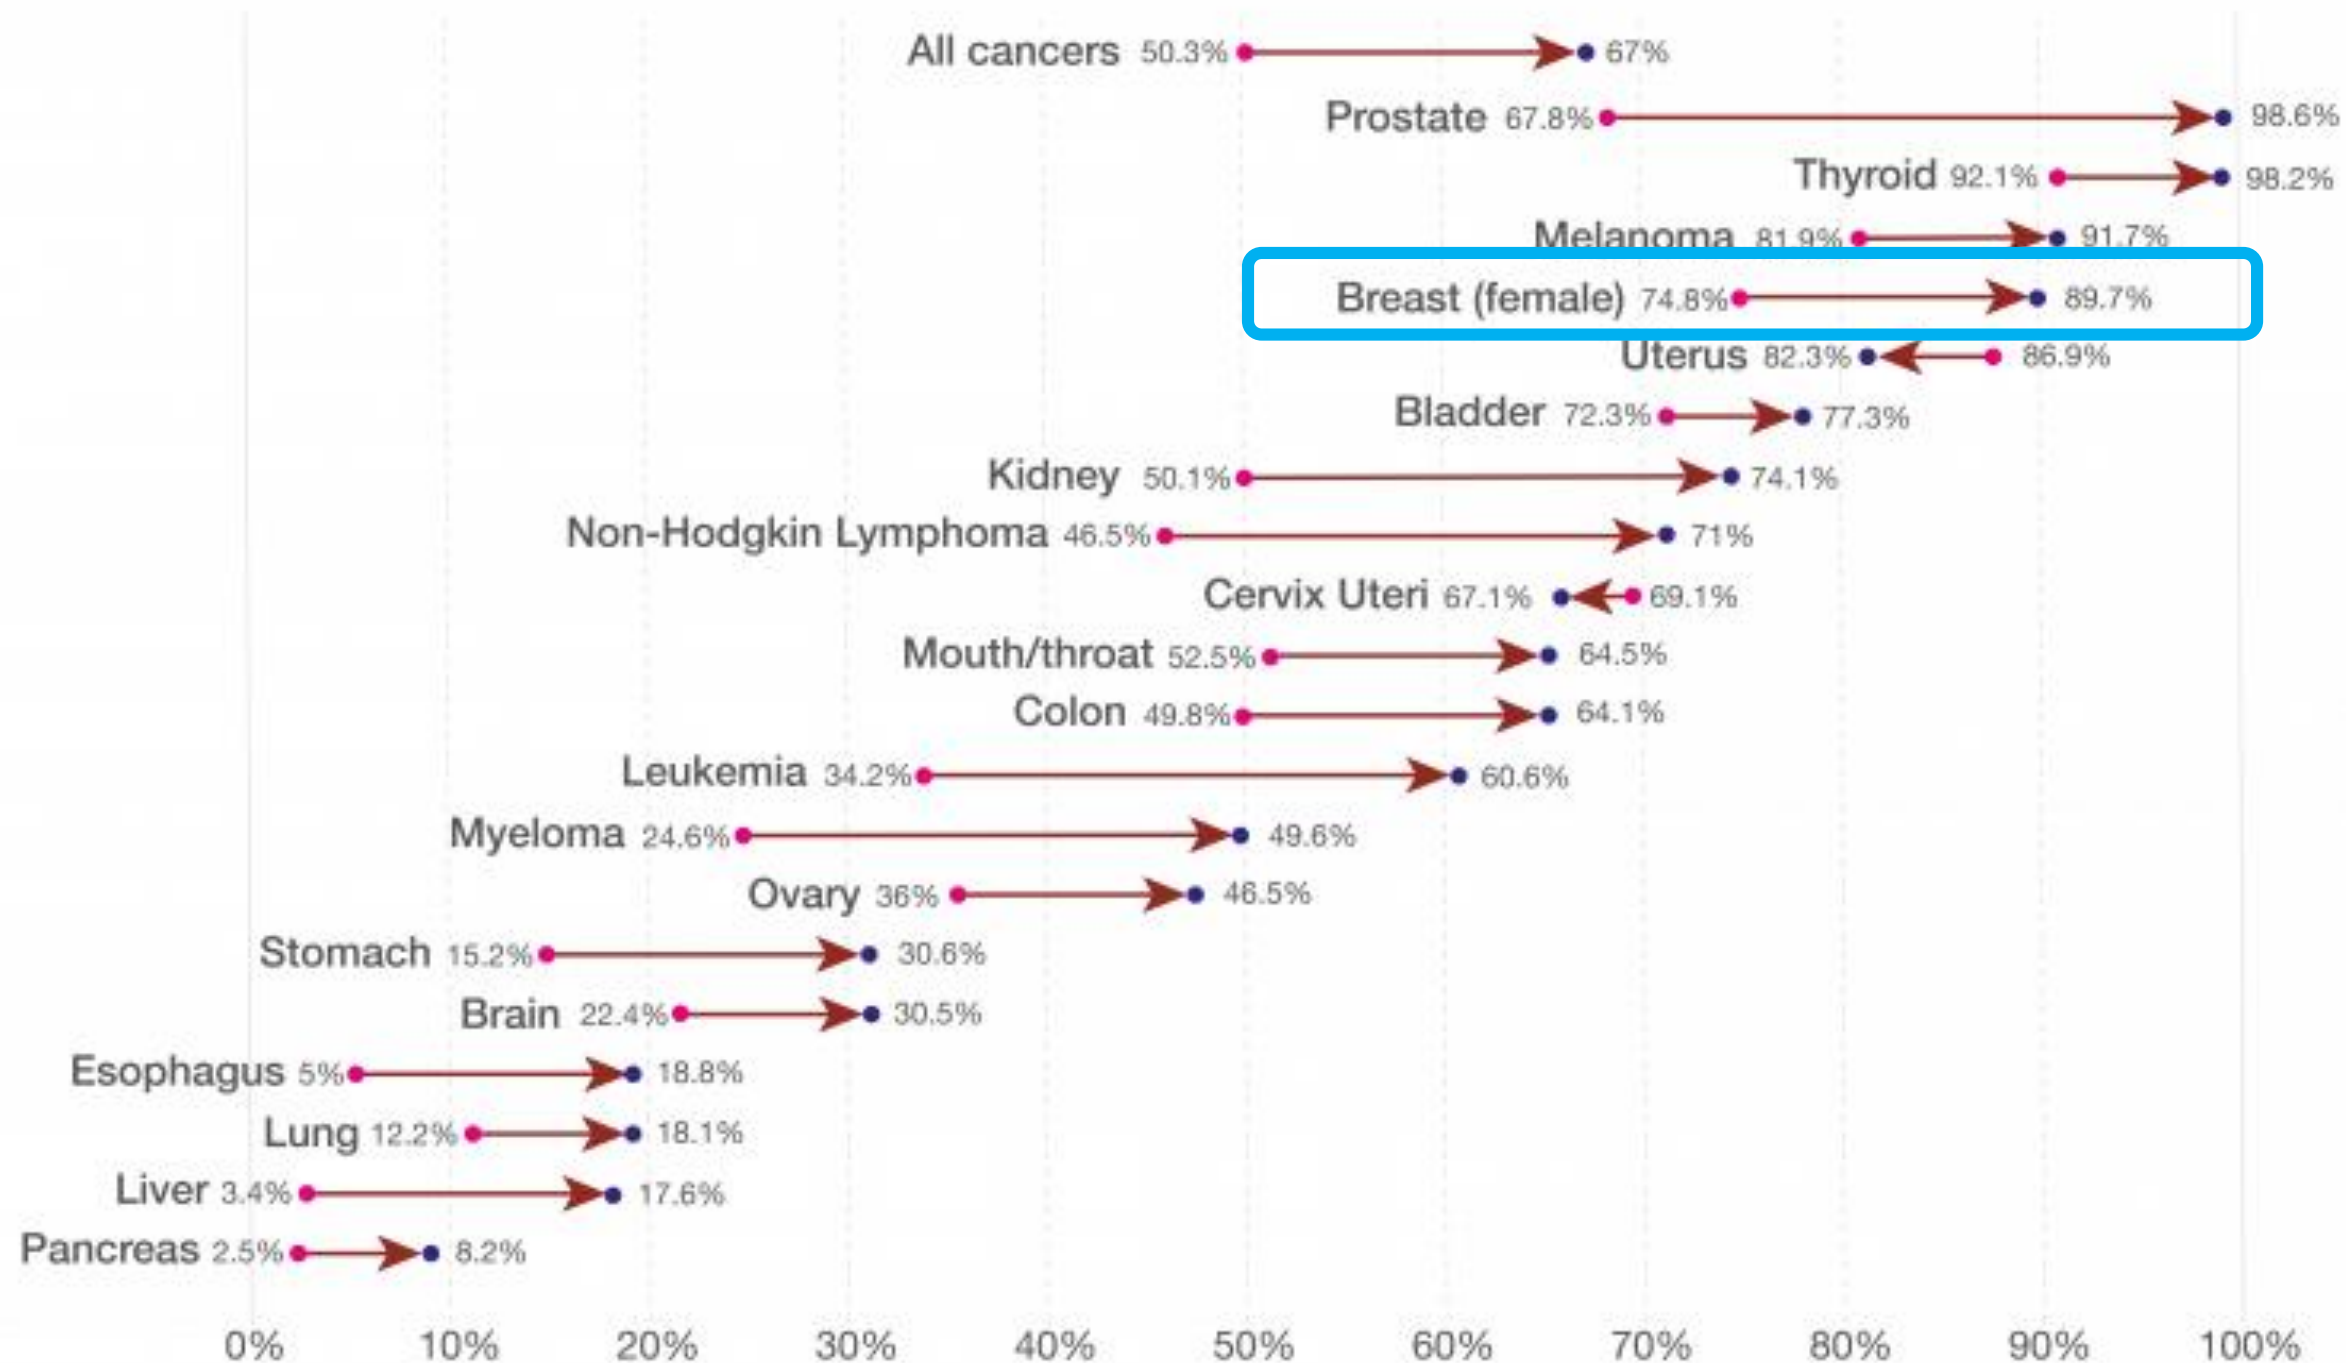 All cancers 50.3% 67%
Prostate 67.8% 98.6%
Thyroid 92.1% 98.2%
Melanoma 81.9% 91.7%
Breast (female) 74.8% 89.7%
Uterus 82.3% 86.9%
Bladder 72.3% 77.3%
Kidney 50.1% 74.1%
Non-Hodgkin Lymphoma 46.5% 71%
Cervix Uteri 67.1% 69.1%
Mouth/throat 52.5% 64.5%
Colon 49.8% 64.1%
Leukemia 34.2% 60.6%
Myeloma 24.6% 49.6%
Ovary 36% 46.5%
Stomach 15.2% 30.6%
Brain 22.4% 30.5%
Esophagus 5% 18.8%
Lung 12.2% 18.1%
Liver 3.4% 17.6%
Pancreas 2.5% 8.2%
0% 10% 20% 30% 40% 50% 60% 70% 80% 90% 100%